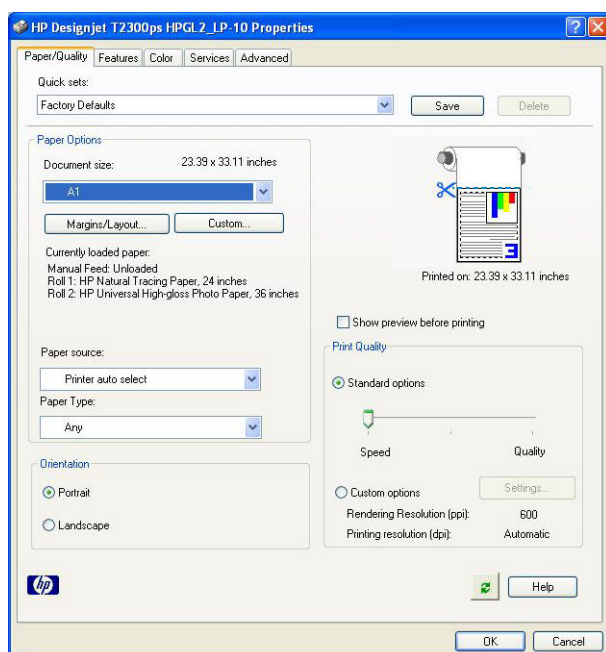 HP Designjet T2300ps HPGL2_LP-10 Properties
Paper/Quality Features Color Services Advanced
Quick sets:
Factory Defaults
Save
Delete
Paper Options
Document size: 23.39 x 33.11 inches
A1
Margins/Layout...
Custom...
Currently loaded paper:
Manual Feed: Unloaded
Roll 1: HP Natural Tracing Paper, 24 inches
Roll 2: HP Universal High-gloss Photo Paper, 36 inches
Paper source:
Printer auto select
Paper Type:
Any
Orientation
Portrait
Landscape
3
Printed on: 23.39 x 33.11 inches
Show preview before printing
Print Quality
Standard options
Speed Quality
Custom options
Settings...
Rendering Resolution (ppi): 600
Printing resolution (dpi): Automatic
hp
Help
OK
Cancel